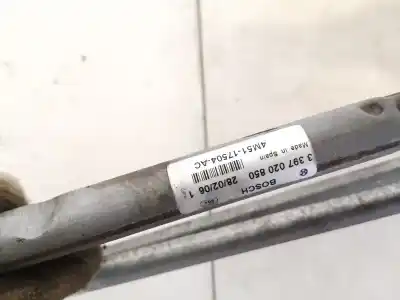 BOSCH
3 397 020 850
28/02/06 1
Made in Spain
4M51-17504-AC